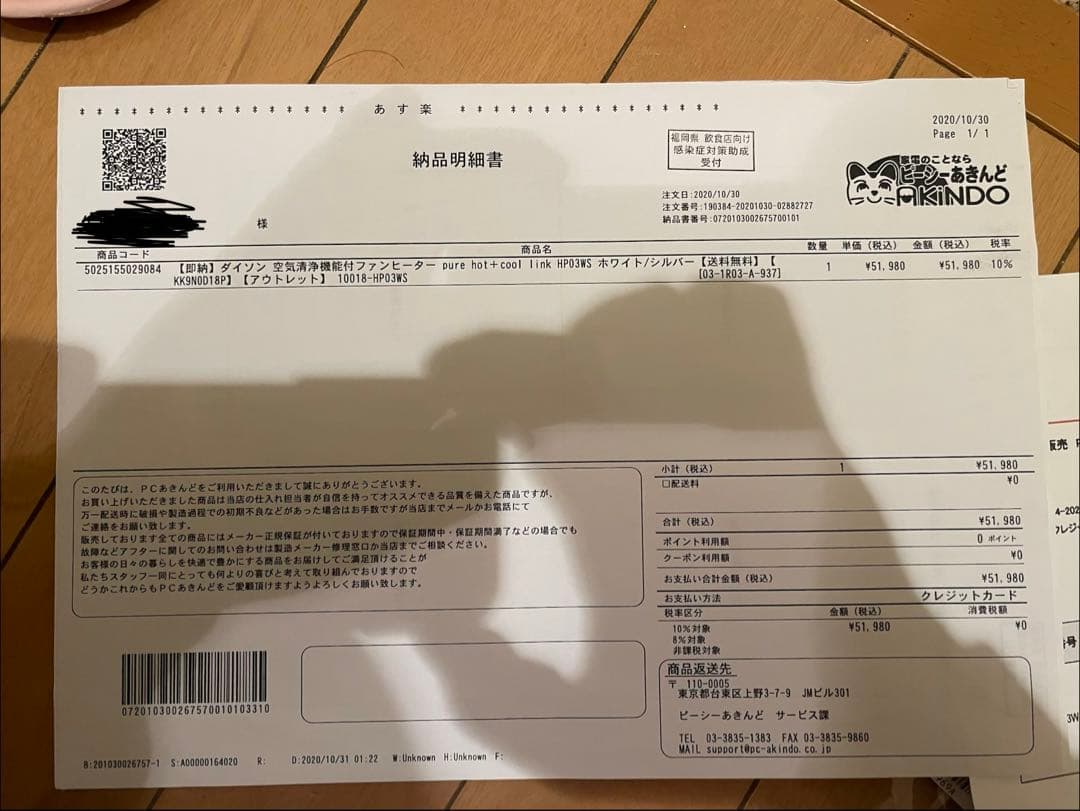 ＊＊＊＊＊＊＊＊＊＊＊＊＊＊＊＊ あす楽 ＊＊＊＊＊＊＊＊＊＊＊＊＊＊＊＊
2020/10/30
Page 1/ 1
納品明細書
福岡県 飲食店向け
感染症対策助成
受付
家電のことなら
ピーシーあきんど
AKiNDO
注文日:2020/10/30
注文番号:190384-20201030-02882727
納品書番号:0720103002675700101
様
商品コード 商品名 数量 単価(税込) 金額(税込) 税率
5025155029084 【即納】ダイソン 空気清浄機能付ファンヒーター pure hot+cool link HP03WS ホワイト/シルバー【送料無料】【 1 ¥51,980 ¥51,980 10%
KK9N0D18P】【アウトレット】 10018-HP03WS [03-1R03-A-937]
小計(税込) 1 ¥51,980
□配送料 ¥0
合計(税込) ¥51,980
ポイント利用額 0 ポイント
クーポン利用額 ¥0
お支払い合計金額(税込) ¥51,980
お支払い方法 クレジットカード
税率区分 金額(税込) 消費税額
10%対象 ¥51,980 ¥0
8%対象
非課税対象
このたびは、PCあきんどをご利用いただきまして誠にありがとうございます。
お買い上げいただきました商品は当店の仕入れ担当者が自信を持ってオススメできる品質を備えた商品ですが、
万一配送時に破損や製造過程での初期不良などがあった場合はお手数ですが当店までメールかお電話にて
ご連絡をお願い致します。
販売しております全ての商品にはメーカー正規保証が付いておりますので保証期間中・保証期間満了などの場合でも
故障などアフターに関してのお問い合わせは製造メーカー修理窓口か当店までご相談ください。
お客様の日々の暮らしを快適で豊かにする商品をお届けしてご満足頂けることが
私たちスタッフ一同にとっても何よりの喜びと考えて取り組んでおりますので
どうかこれからもPCあきんどをご愛顧頂けますようよろしくお願い致します。
商品返送先
〒 110-0005
東京都台東区上野3-7-9 JMビル301
ピーシーあきんど サービス課
TEL 03-3835-1383 FAX 03-3835-9860
MAIL support@pc-akindo.co.jp
07201030026757001010331​0
B:201030026757-1 S:A00000164020 R: D:2020/10/31 01:22 W:Unknown H:Unknown F:
販売
4-202
号
3W